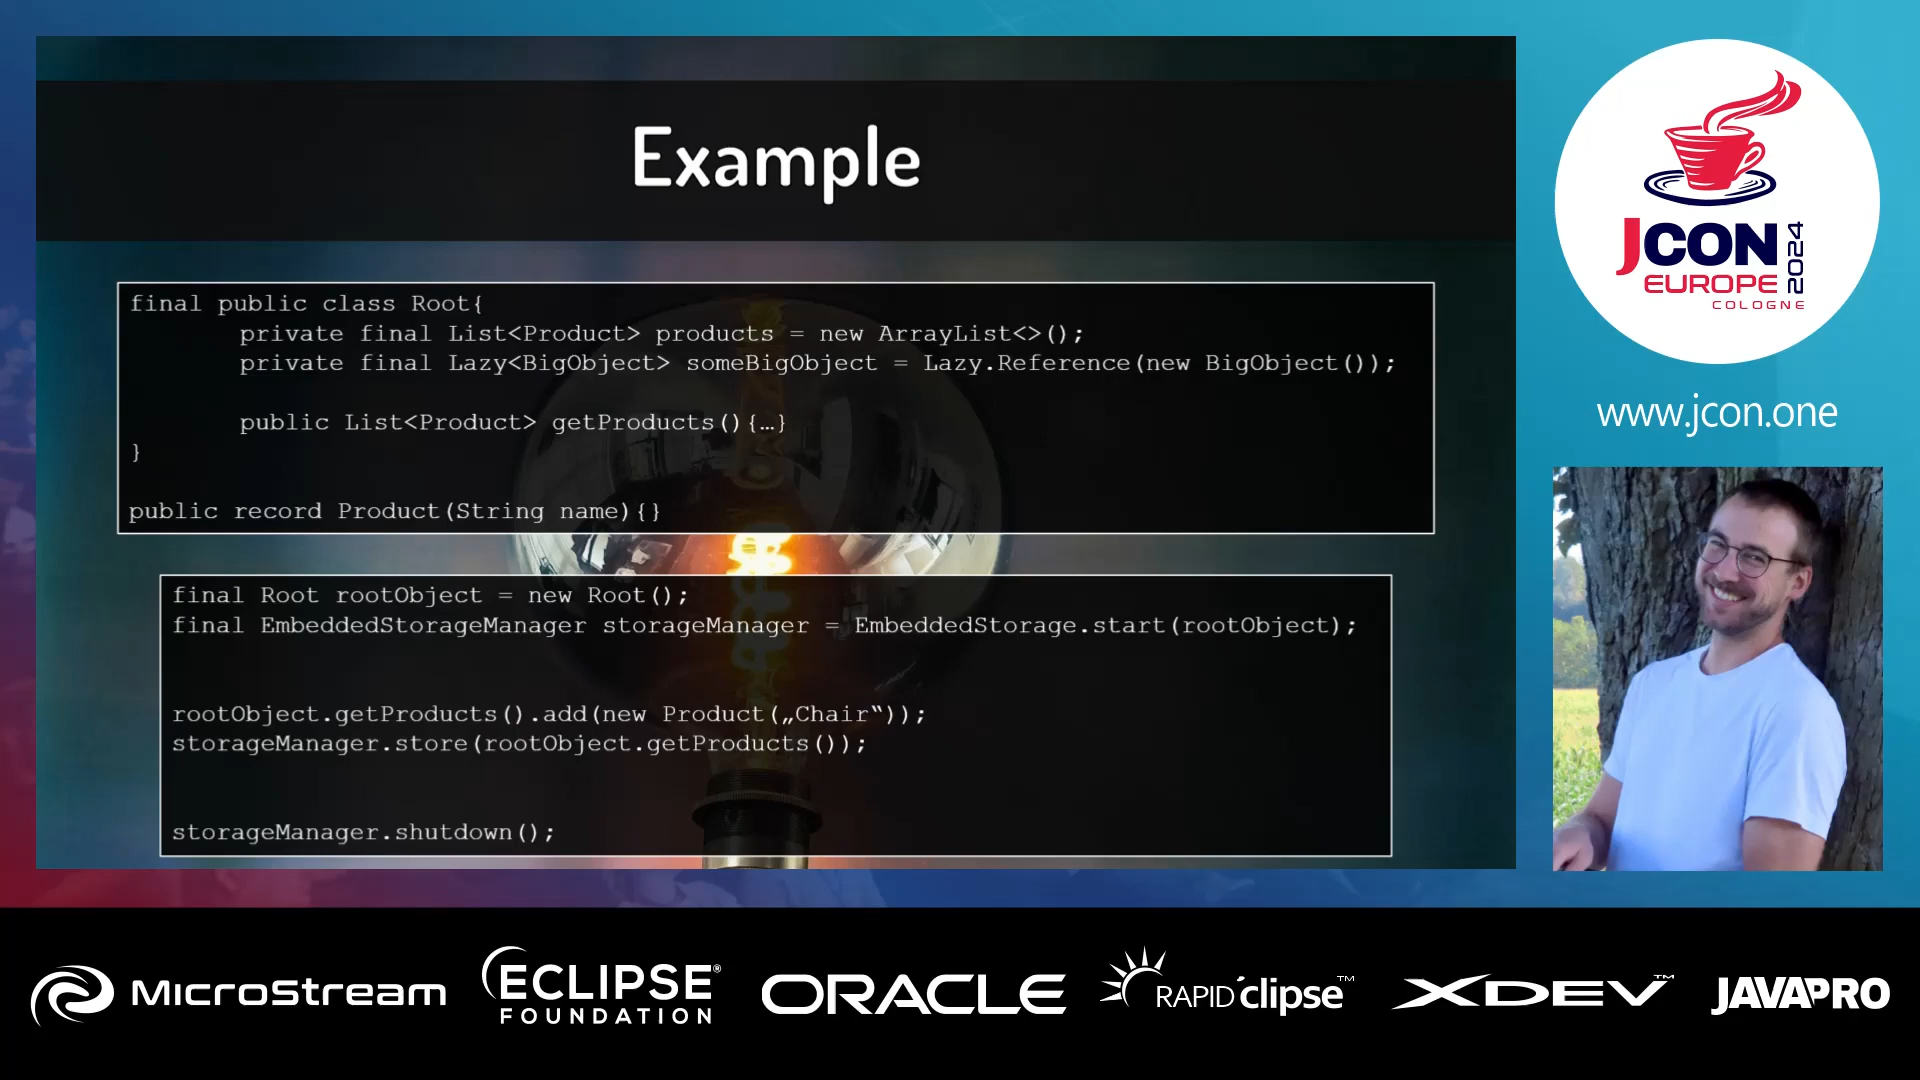 Example
final public class Root{
private final List<Product> products = new ArrayList<>();
private final Lazy<BigObject> someBigObject = Lazy.Reference(new BigObject());
public List<Product> getProducts(){…}
}
public record Product(String name){}
final Root rootObject = new Root();
final EmbeddedStorageManager storageManager = EmbeddedStorage.start(rootObject);
rootObject.getProducts().add(new Product(„Chair‟));
storageManager.store(rootObject.getProducts());
storageManager.shutdown();
JCON
EUROPE
2024
COLOGNE
www.jcon.one
MicroStream
ECLIPSE®
FOUNDATION
ORACLE
RAPID'clipse™
XDEV™
JAVAPRO